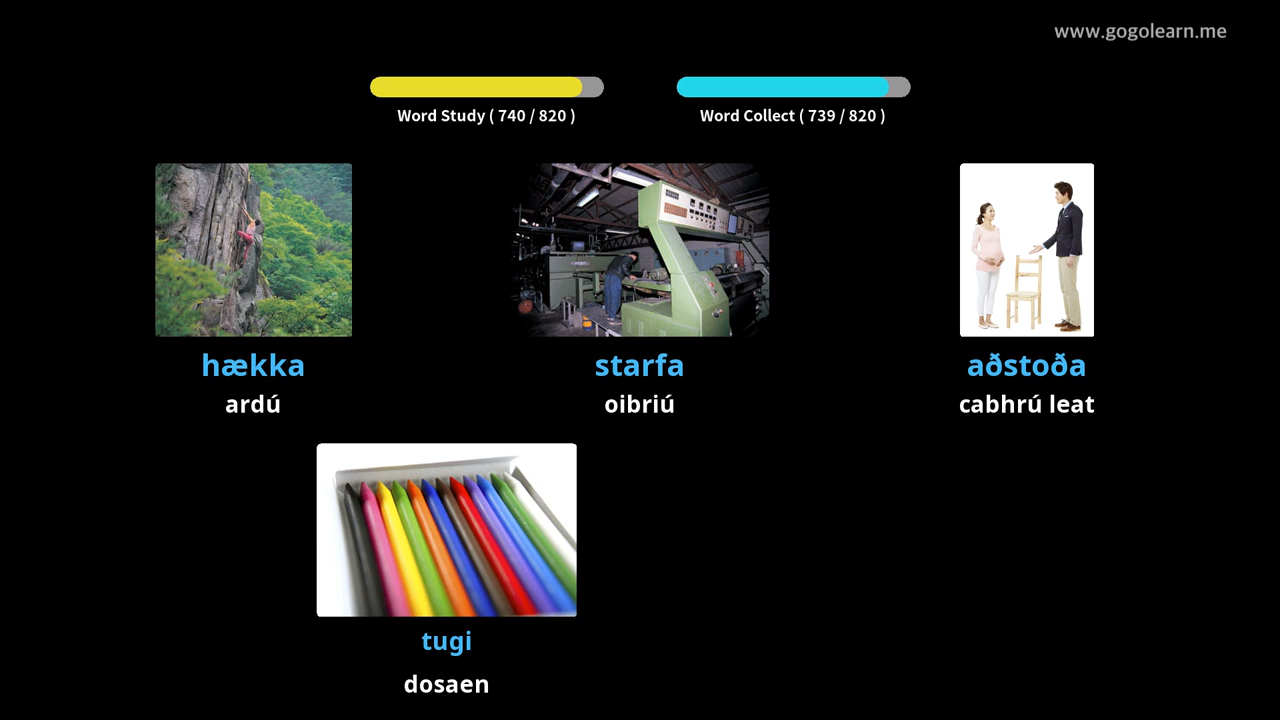 www.gogolearn.me
Word Study ( 740 / 820 )
Word Collect ( 739 / 820 )
hækka
ardú
starfa
oibriú
aðstoða
cabhrú leat
tugi
dosaen